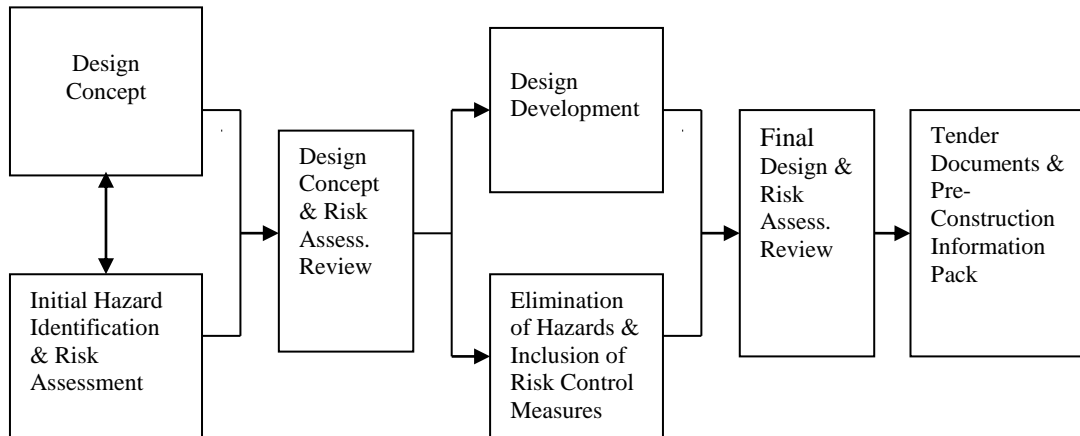 Design
Concept
Initial Hazard
Identification
& Risk
Assessment
Design
Concept
& Risk
Assess.
Review
Design
Development
Elimination
of Hazards &
Inclusion of
Risk Control
Measures
Final
Design &
Risk
Assess.
Review
Tender
Documents &
Pre-
Construction
Information
Pack